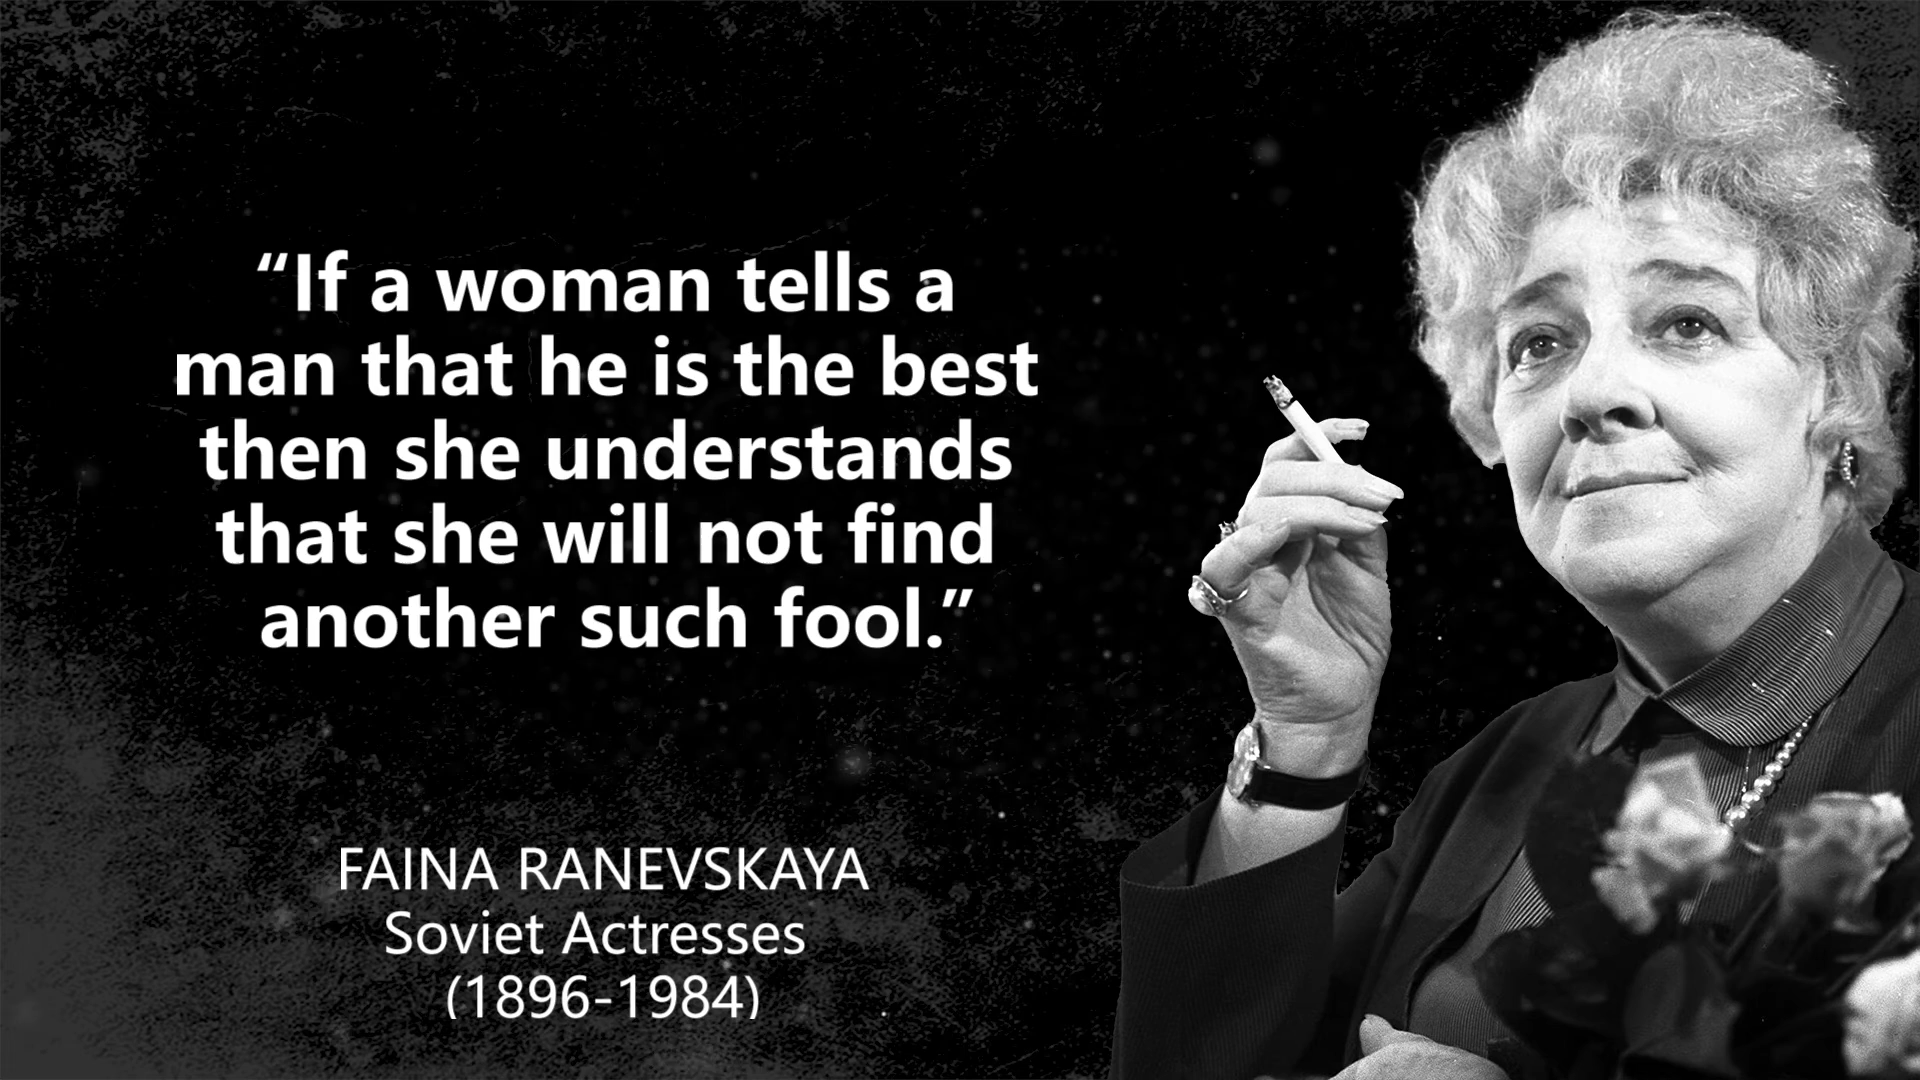 “If a woman tells a
man that he is the best
then she understands
that she will not find
another such fool.”
FAINA RANEVSKAYA
Soviet Actresses
(1896-1984)